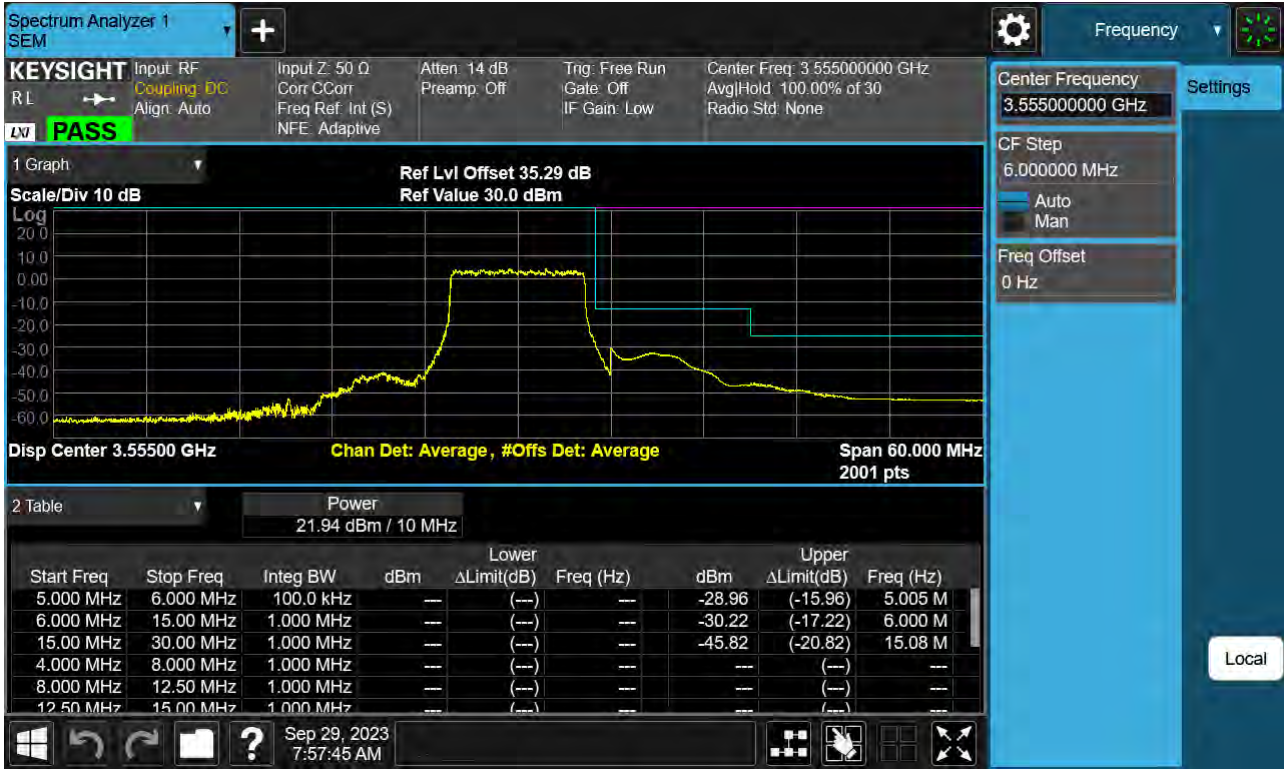 Spectrum Analyzer 1
SEM
Frequency
KEYSIGHT
RL
LXI
PASS
Input: RF
Coupling: DC
Align: Auto
Input Z: 50 Ω
Corr CCorr
Freq Ref: Int (S)
NFE: Adaptive
Atten: 14 dB
Preamp: Off
Trig: Free Run
Gate: Off
IF Gain: Low
Center Freq: 3.555000000 GHz
Avg|Hold: 100.00% of 30
Radio Std: None
Center Frequency
3.555000000 GHz
Settings
CF Step
6.000000 MHz
Auto
Man
Freq Offset
0 Hz
Local
1 Graph
Scale/Div 10 dB
Ref Lvl Offset 35.29 dB
Ref Value 30.0 dBm
Log
20.0
10.0
0.00
-10.0
-20.0
-30.0
-40.0
-50.0
-60.0
Disp Center 3.55500 GHz
Chan Det: Average, #Offs Det: Average
Span 60.000 MHz
2001 pts
2 Table
Power
21.94 dBm / 10 MHz
Lower Upper
Start Freq Stop Freq Integ BW dBm ΔLimit(dB) Freq (Hz) dBm ΔLimit(dB) Freq (Hz)
5.000 MHz 6.000 MHz 100.0 kHz --- (---) --- -28.96 (-15.96) 5.005 M
6.000 MHz 15.00 MHz 1.000 MHz --- (---) --- -30.22 (-17.22) 6.000 M
15.00 MHz 30.00 MHz 1.000 MHz --- (---) --- -45.82 (-20.82) 15.08 M
4.000 MHz 8.000 MHz 1.000 MHz --- (---) --- --- (---) ---
8.000 MHz 12.50 MHz 1.000 MHz --- (---) --- --- (---) ---
12.50 MHz 15.00 MHz 1.000 MHz --- (---) --- --- (---) ---
?
Sep 29, 2023
7:57:45 AM